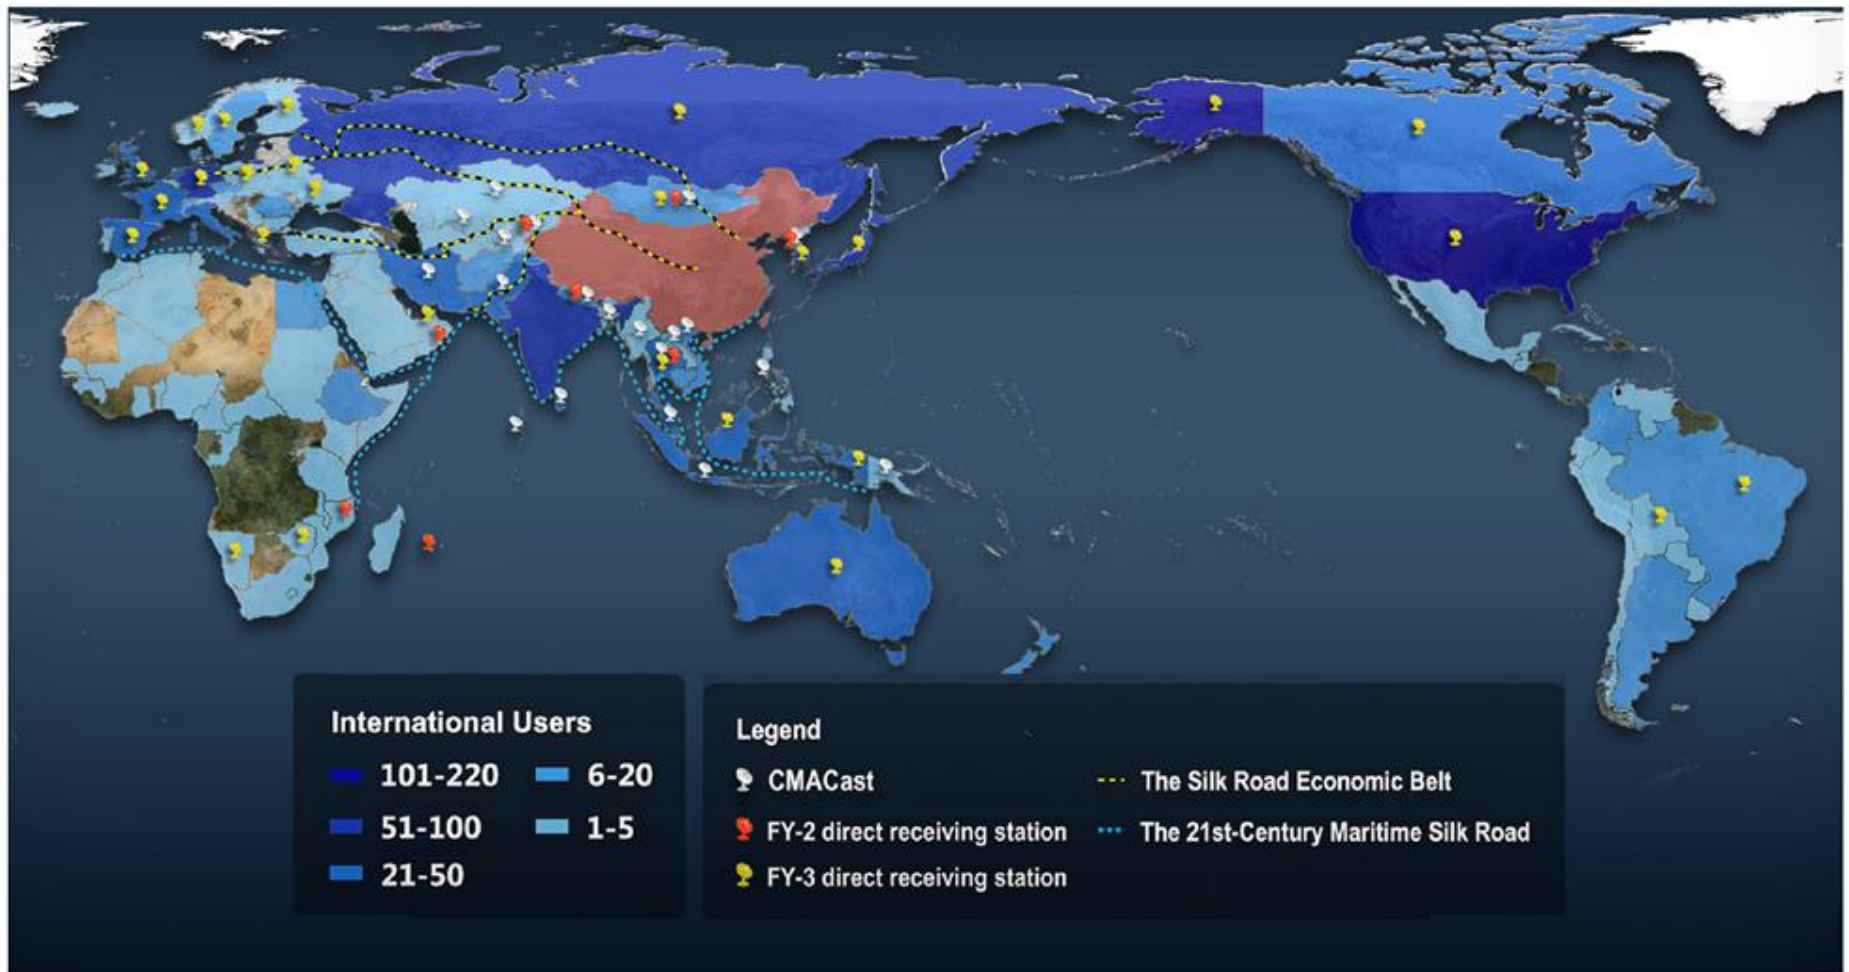 International Users
101-220
6-20
51-100
1-5
21-50
Legend
CMACast
The Silk Road Economic Belt
FY-2 direct receiving station
The 21st-Century Maritime Silk Road
FY-3 direct receiving station